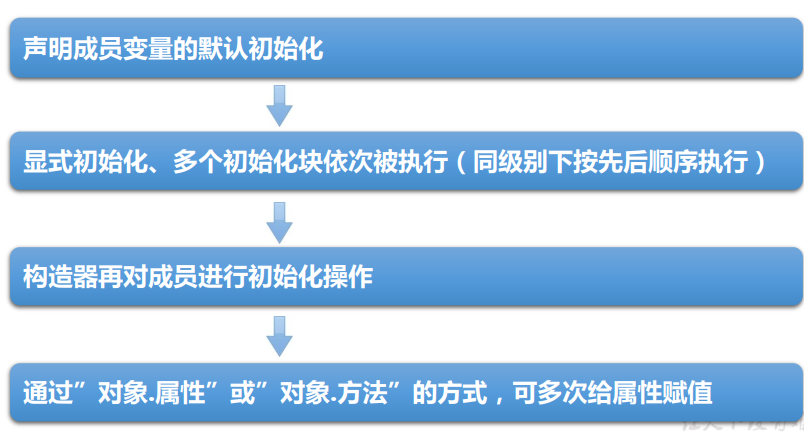 声明成员变量的默认初始化
显式初始化、多个初始化块依次被执行（同级别下按先后顺序执行）
构造器再对成员进行初始化操作
通过”对象.属性”或”对象.方法”的方式，可多次给属性赋值